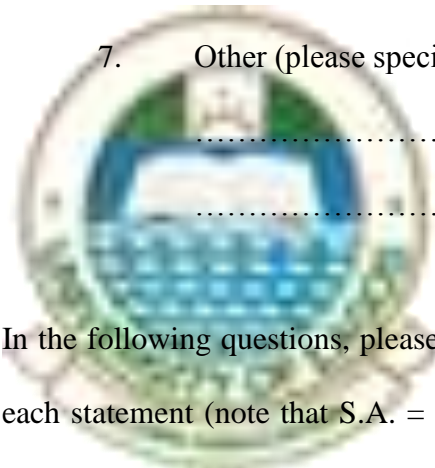 7. Other (please speci
……………………
……………………
In the following questions, please
each statement (note that S.A. =